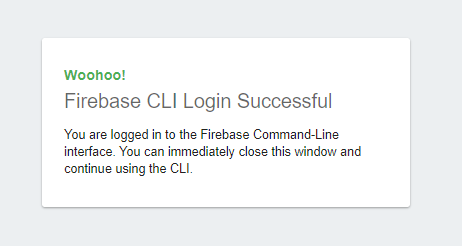 Woohoo!
Firebase CLI Login Successful
You are logged in to the Firebase Command-Line
interface. You can immediately close this window and
continue using the CLI.